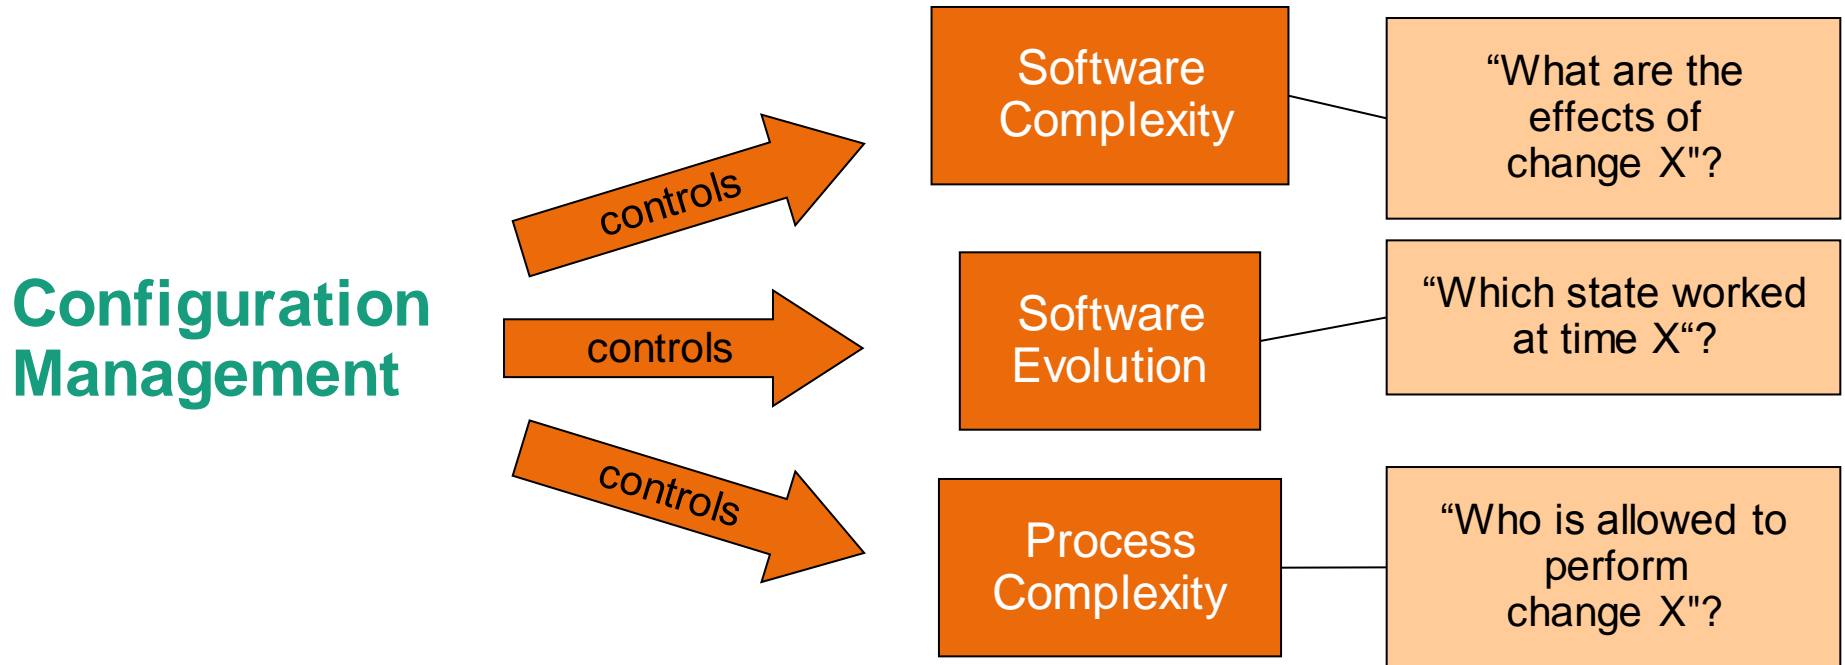 Configuration
Management
controls
controls
controls
Software
Complexity
“What are the
effects of
change X"?
Software
Evolution
“Which state worked
at time X“?
Process
Complexity
“Who is allowed to
perform
change X"?